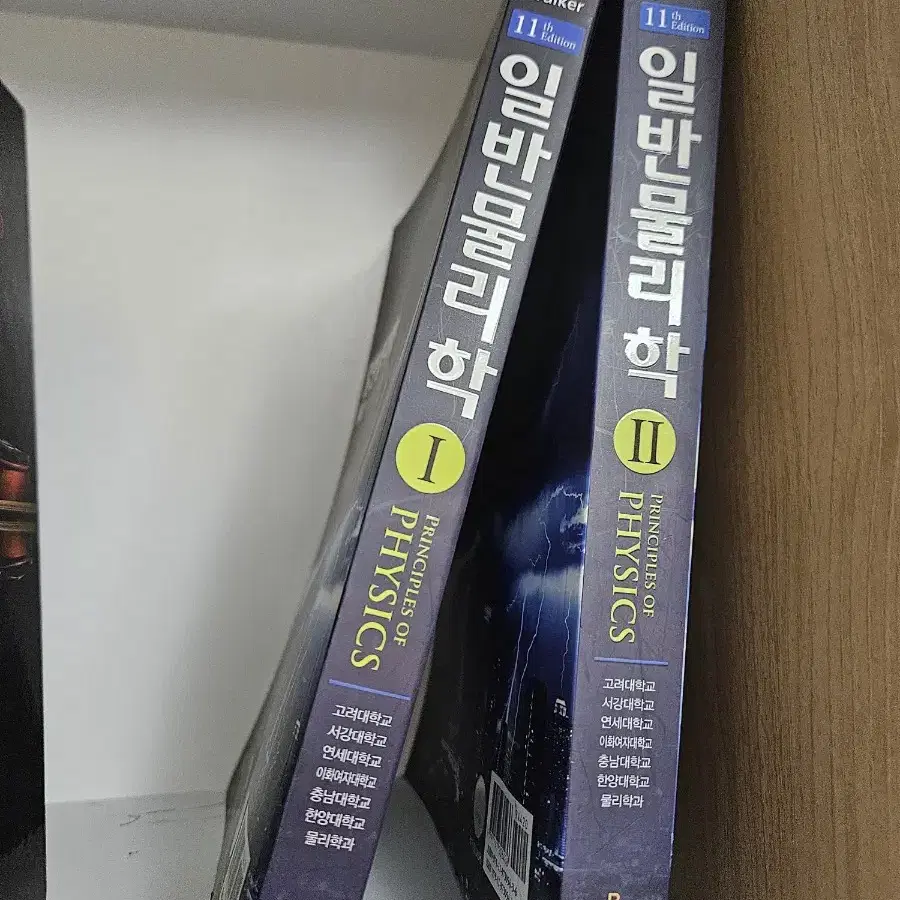 11th Edition
일반물리학
I
PRINCIPLES OF
PHYSICS
고려대학교
서강대학교
연세대학교
이화여자대학교
충남대학교
한양대학교
물리학과
11th Edition
일반물리학
II
PRINCIPLES OF
PHYSICS
고려대학교
서강대학교
연세대학교
이화여자대학교
충남대학교
한양대학교
물리학과